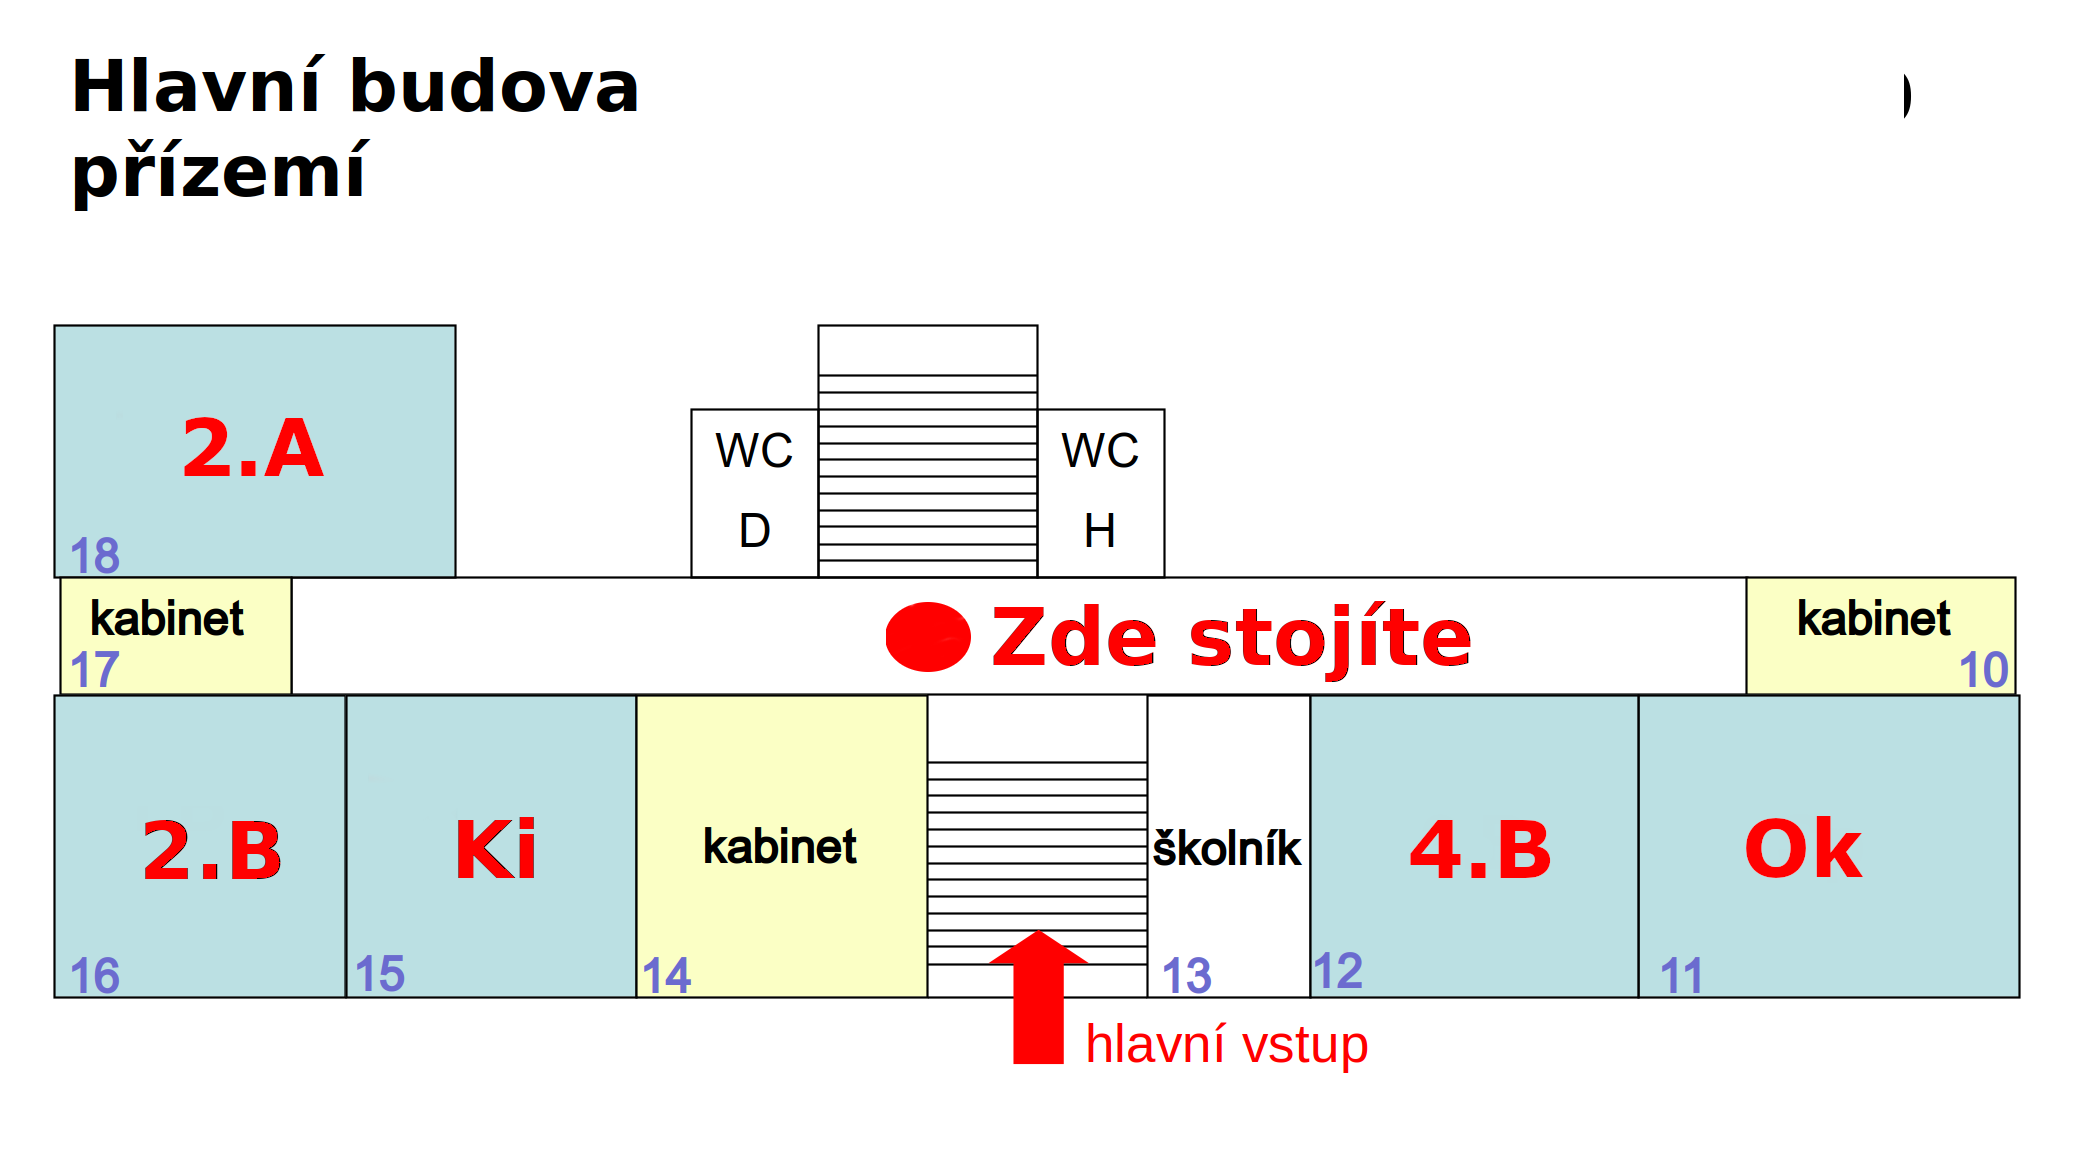 Hlavní budova
přízemí
2.A
18
WC
D
WC
H
kabinet
17
Zde stojíte
kabinet
10
2.B
16
Ki
15
kabinet
14
školník
13
4.B
12
Ok
11
hlavní vstup